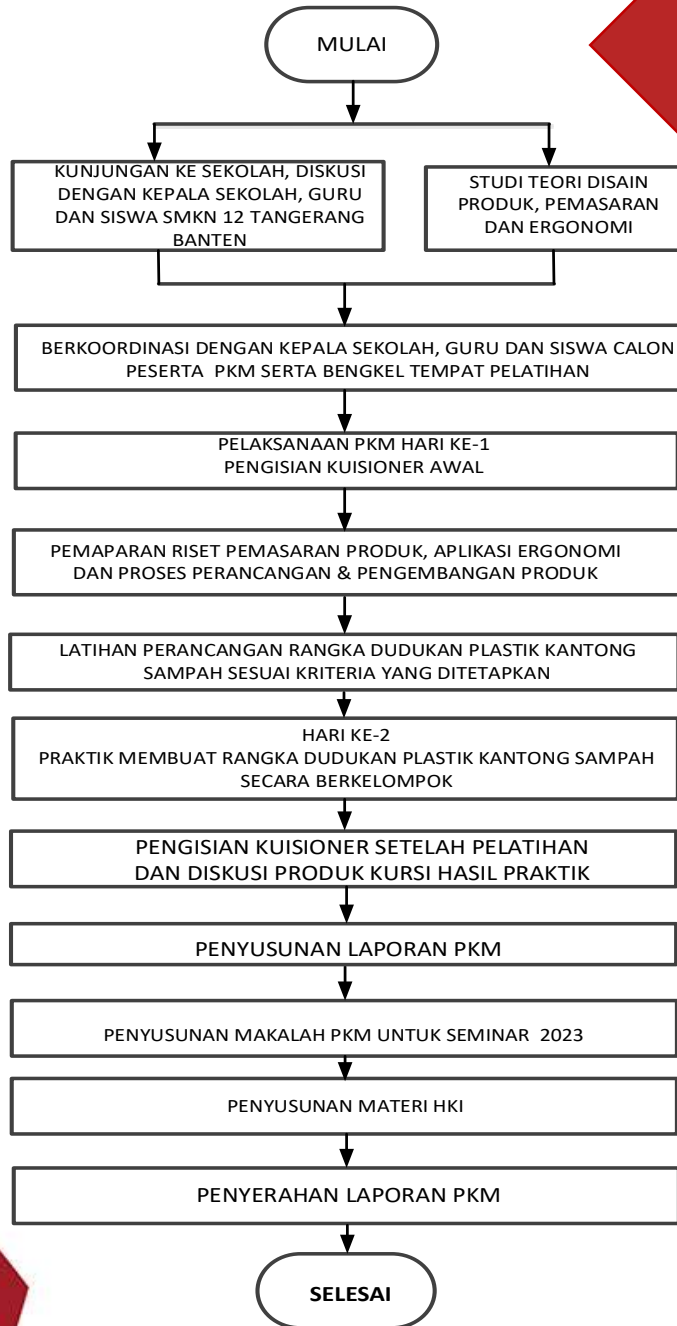 MULAI
KUNJUNGAN KE SEKOLAH, DISKUSI
DENGAN KEPALA SEKOLAH, GURU
DAN SISWA SMKN 12 TANGERANG
BANTEN
STUDI TEORI DISAIN
PRODUK, PEMASARAN
DAN ERGONOMI
BERKOORDINASI DENGAN KEPALA SEKOLAH, GURU DAN SISWA CALON
PESERTA PKM SERTA BENGKEL TEMPAT PELATIHAN
PELAKSANAAN PKM HARI KE-1
PENGISIAN KUISIONER AWAL
PEMAPARAN RISET PEMASARAN PRODUK, APLIKASI ERGONOMI
DAN PROSES PERANCANGAN & PENGEMBANGAN PRODUK
LATIHAN PERANCANGAN RANGKA DUDUKAN PLASTIK KANTONG
SAMPAH SESUAI KRITERIA YANG DITETAPKAN
HARI KE-2
PRAKTIK MEMBUAT RANGKA DUDUKAN PLASTIK KANTONG SAMPAH
SECARA BERKELOMPOK
PENGISIAN KUISIONER SETELAH PELATIHAN
DAN DISKUSI PRODUK KURSI HASIL PRAKTIK
PENYUSUNAN LAPORAN PKM
PENYUSUNAN MAKALAH PKM UNTUK SEMINAR 2023
PENYUSUNAN MATERI HKI
PENYERAHAN LAPORAN PKM
SELESAI